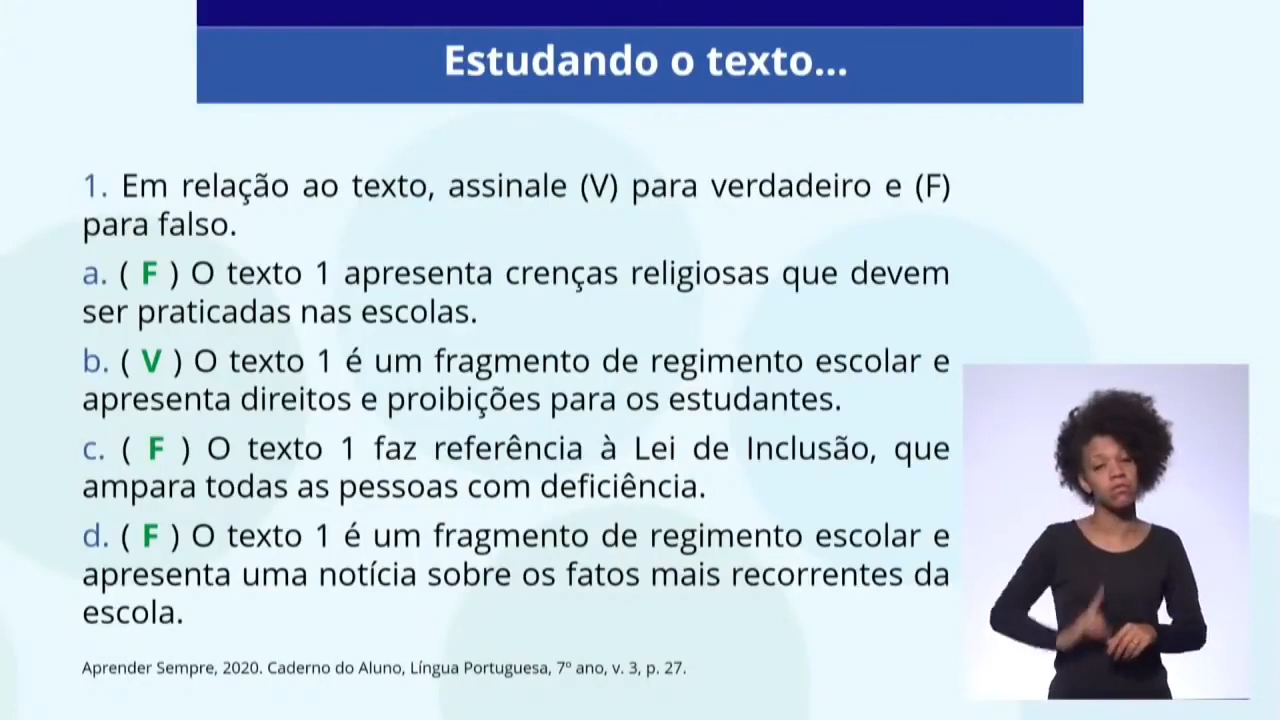 Estudando o texto...
1. Em relação ao texto, assinale (V) para verdadeiro e (F)
para falso.
a. ( F ) O texto 1 apresenta crenças religiosas que devem
ser praticadas nas escolas.
b. ( V ) O texto 1 é um fragmento de regimento escolar e
apresenta direitos e proibições para os estudantes.
c. ( F ) O texto 1 faz referência à Lei de Inclusão, que
ampara todas as pessoas com deficiência.
d. ( F ) O texto 1 é um fragmento de regimento escolar e
apresenta uma notícia sobre os fatos mais recorrentes da
escola.
Aprender Sempre, 2020. Caderno do Aluno, Língua Portuguesa, 7º ano, v. 3, p. 27.